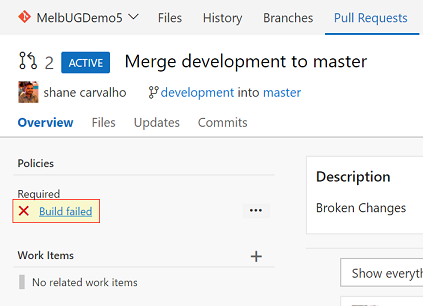 MelbUGDemo5 Files History Branches Pull Requests
2 ACTIVE Merge development to master
shane carvalho development into master
Overview Files Updates Commits
Policies
Required
Build failed ...
Work Items +
No related work items
Description
Broken Changes
Show everyth